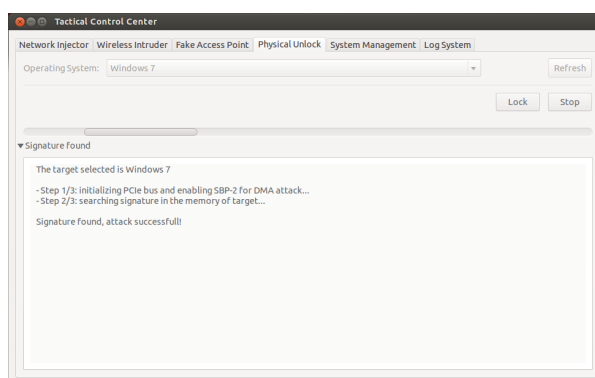 Tactical Control Center
Network Injector Wireless Intruder Fake Access Point Physical Unlock System Management Log System
Operating System: Windows 7 Refresh
Lock Stop
Signature found
The target selected is Windows 7
- Step 1/3: initializing PCIe bus and enabling SBP-2 for DMA attack...
- Step 2/3: searching signature in the memory of target...
Signature found, attack successfull!